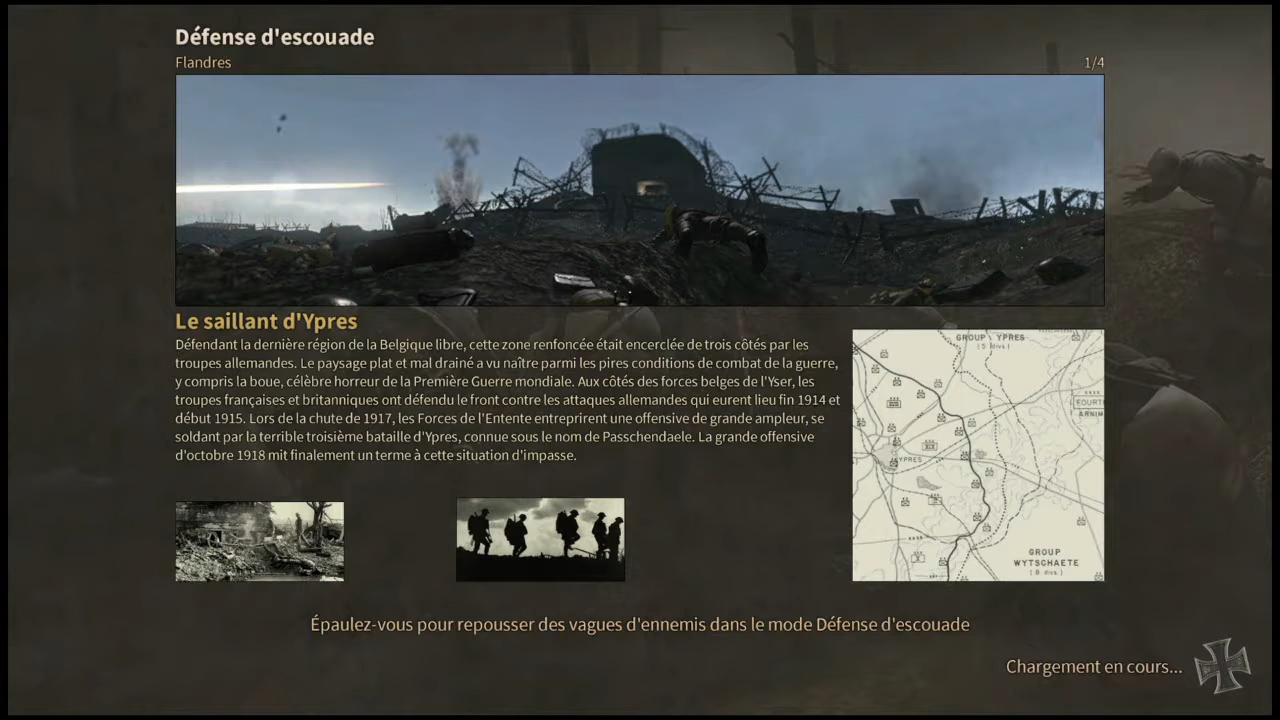 Défense d'escouade
Flandres
1/4
Le saillant d'Ypres
Défendant la dernière région de la Belgique libre, cette zone renfoncée était encerclée de trois côtés par les
troupes allemandes. Le paysage plat et mal drainé a vu naître parmi les pires conditions de combat de la guerre,
y compris la boue, célèbre horreur de la Première Guerre mondiale. Aux côtés des forces belges de l'Yser, les
troupes françaises et britanniques ont défendu le front contre les attaques allemandes qui eurent lieu fin 1914 et
début 1915. Lors de la chute de 1917, les Forces de l'Entente entreprirent une offensive de grande ampleur, se
soldant par la terrible troisième bataille d'Ypres, connue sous le nom de Passchendaele. La grande offensive
d'octobre 1918 mit finalement un terme à cette situation d'impasse.
GROUP YPRES
(5 divs.)
FOURTH
ARNIM
YPRES
GROUP
WYTSCHAETE
(8 divs.)
Épaulez-vous pour repousser des vagues d'ennemis dans le mode Défense d'escouade
Chargement en cours...